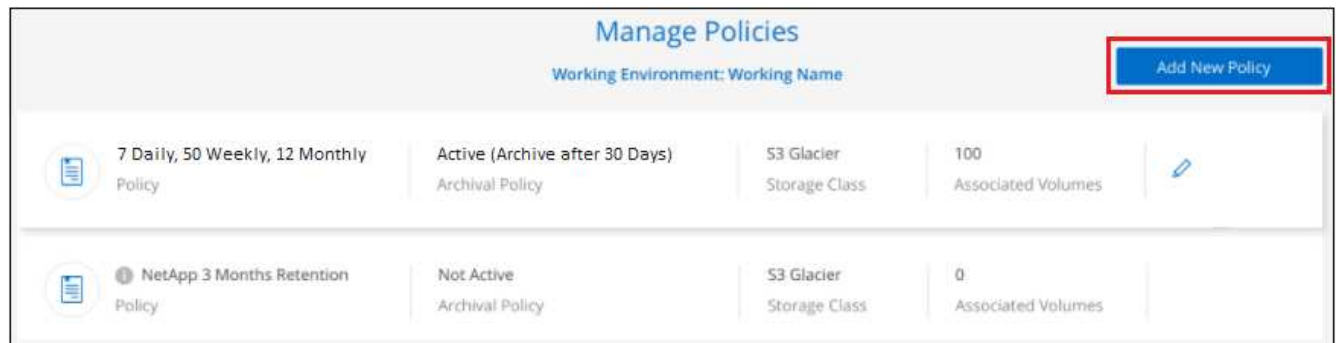 Manage Policies
Working Environment: Working Name
Add New Policy
7 Daily, 50 Weekly, 12 Monthly
Policy
Active (Archive after 30 Days)
Archival Policy
S3 Glacier
Storage Class
100
Associated Volumes
NetApp 3 Months Retention
Policy
Not Active
Archival Policy
S3 Glacier
Storage Class
0
Associated Volumes